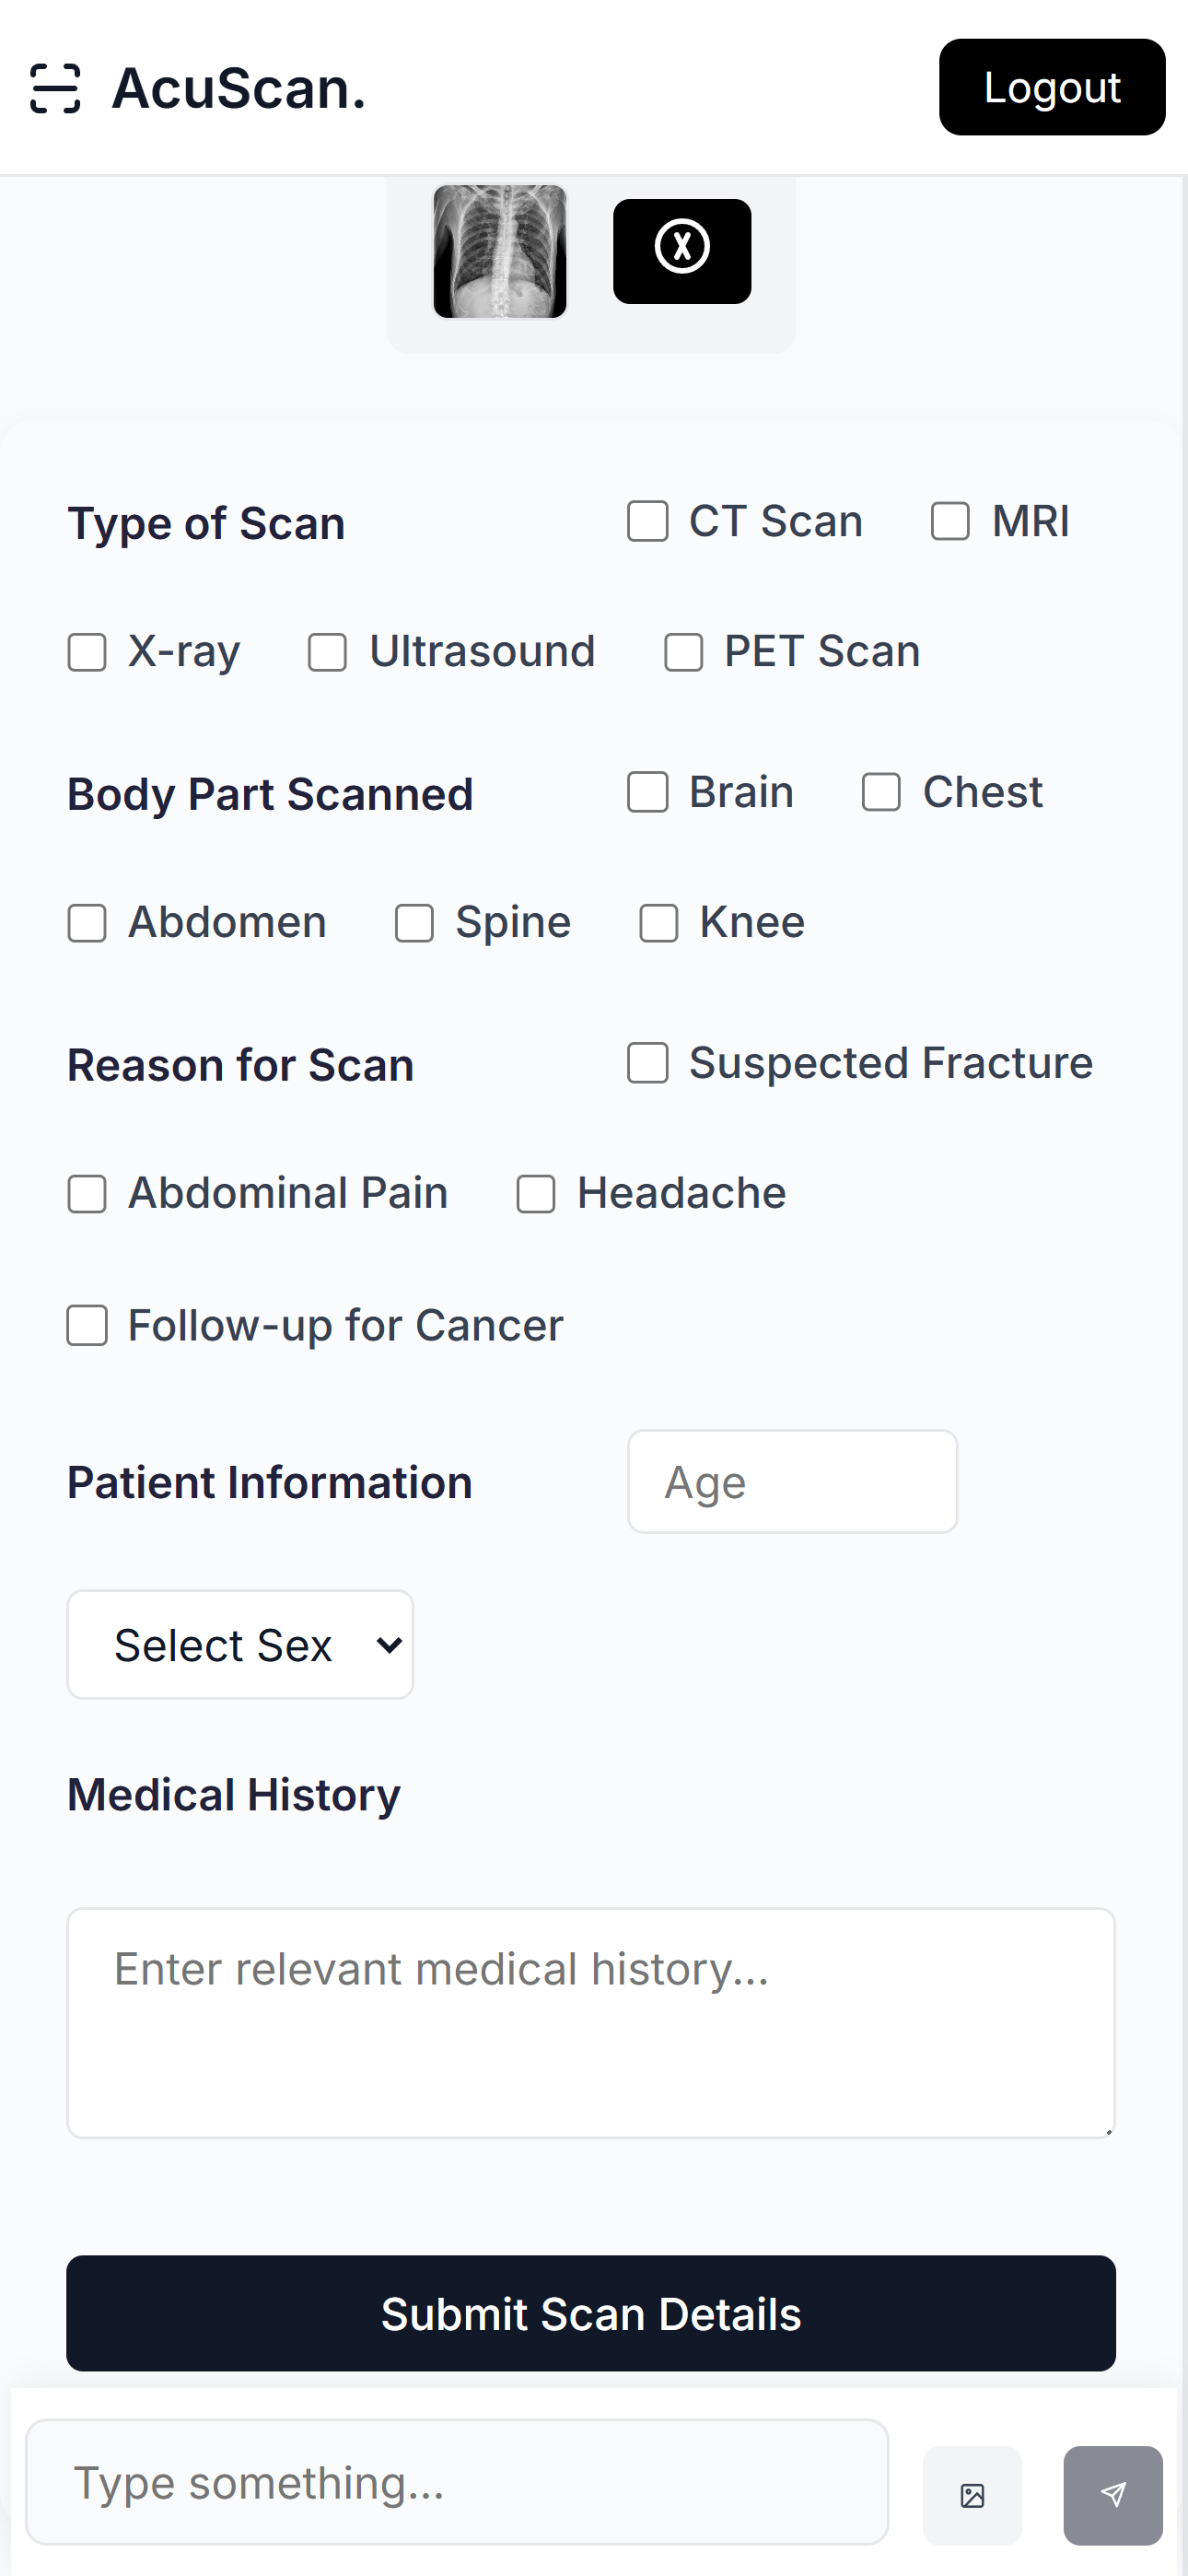 AcuScan.
Logout
Type of Scan
CT Scan
MRI
X-ray
Ultrasound
PET Scan
Body Part Scanned
Brain
Chest
Abdomen
Spine
Knee
Reason for Scan
Suspected Fracture
Abdominal Pain
Headache
Follow-up for Cancer
Patient Information
Age
Select Sex
Medical History
Enter relevant medical history...
Submit Scan Details
Type something...